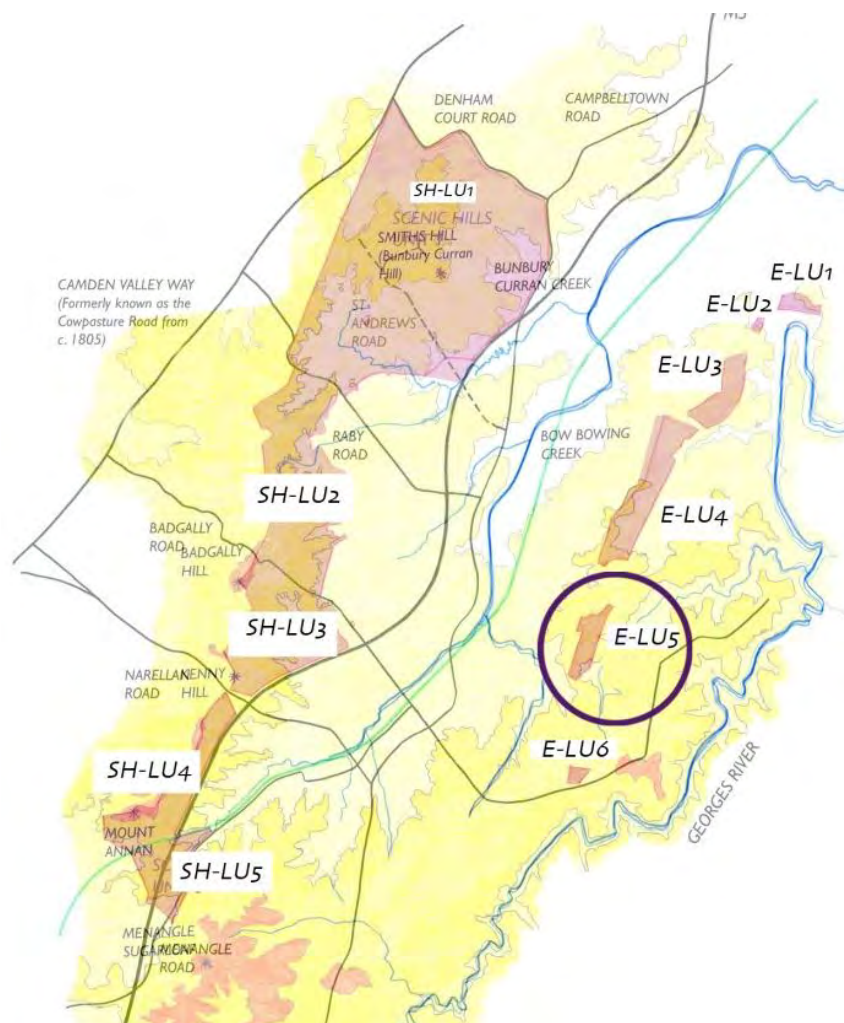 M5
DENHAM
COURT ROAD
CAMPBELLTOWN
ROAD
SH-LU1
SCENIC HILLS
SMITHS HILL
(Bunbury Curran
Hill)
BUNBURY
CURRAN CREEK
E-LU1
CAMDEN VALLEY WAY
(Formerly known as the
Cowpasture Road from
c. 1805)
E-LU2
ST.
ANDREWS
ROAD
E-LU3
RABY
ROAD
BOW BOWING
CREEK
SH-LU2
E-LU4
BADGALLY
ROAD
BADGALLY
HILL
SH-LU3
E-LU5
NARELLAN
ROAD
KENNY
HILL
E-LU6
SH-LU4
GEORGES RIVER
MOUNT
ANNAN
SH-LU5
MENANGLE
SUGARLOAF
MENANGLE
ROAD